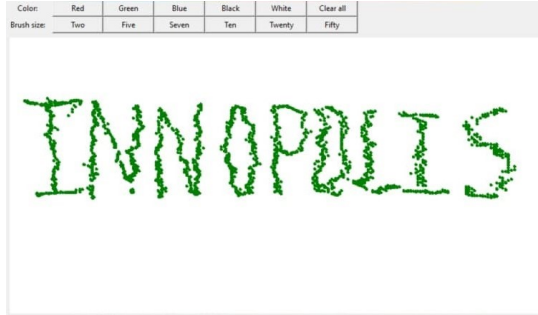 Color: Red Green Blue Black White Clear all
Brush size: Two Five Seven Ten Twenty Fifty
INNOPOLIS